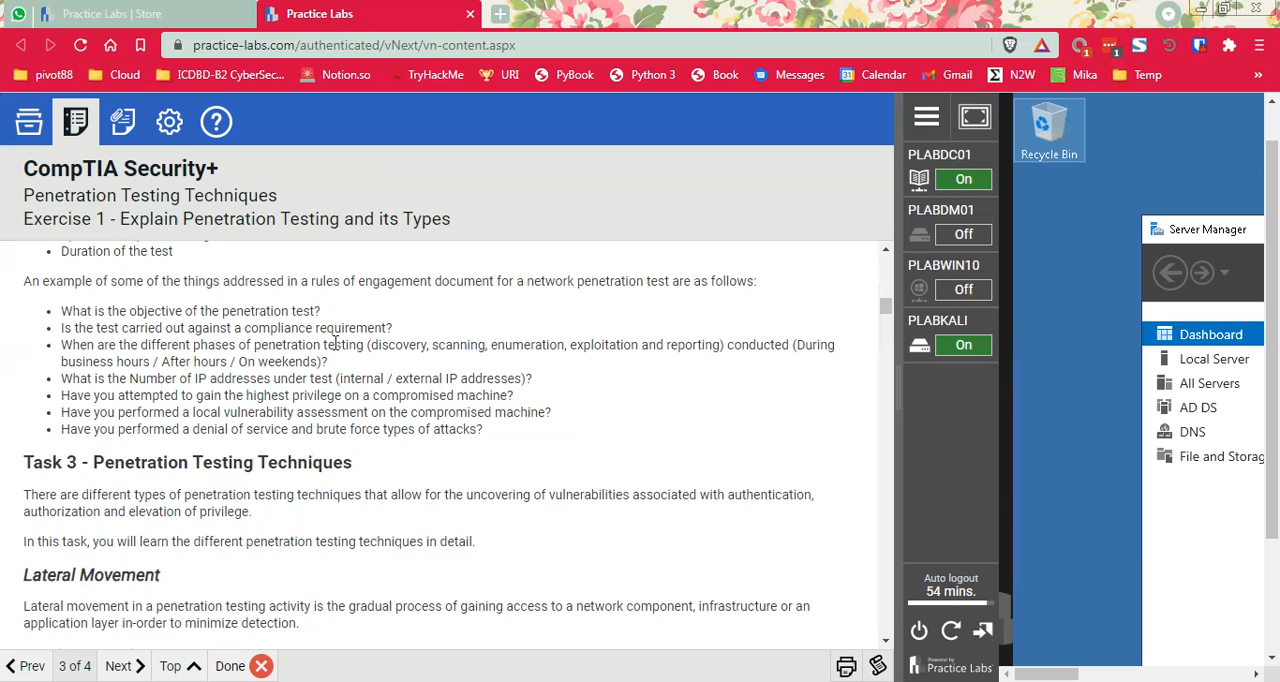 Practice Labs | Store
Practice Labs
practice-labs.com/authenticated/vNext/vn-content.aspx
pivot88
Cloud
ICDBD-B2 CyberSec...
Notion.so
TryHackMe
URI
PyBook
Python 3
Book
Messages
Calendar
Gmail
N2W
Mika
Temp
»
CompTIA Security+
Penetration Testing Techniques
Exercise 1 - Explain Penetration Testing and its Types
• Duration of the test
An example of some of the things addressed in a rules of engagement document for a network penetration test are as follows:
• What is the objective of the penetration test?
• Is the test carried out against a compliance requirement?
• When are the different phases of penetration testing (discovery, scanning, enumeration, exploitation and reporting) conducted (During
business hours / After hours / On weekends)?
• What is the Number of IP addresses under test (internal / external IP addresses)?
• Have you attempted to gain the highest privilege on a compromised machine?
• Have you performed a local vulnerability assessment on the compromised machine?
• Have you performed a denial of service and brute force types of attacks?
Task 3 - Penetration Testing Techniques
There are different types of penetration testing techniques that allow for the uncovering of vulnerabilities associated with authentication,
authorization and elevation of privilege.
In this task, you will learn the different penetration testing techniques in detail.
Lateral Movement
Lateral movement in a penetration testing activity is the gradual process of gaining access to a network component, infrastructure or an
application layer in-order to minimize detection.
Prev
3 of 4
Next
Top
Done
PLABDC01
On
PLABDM01
Off
PLABWIN10
Off
PLABKALI
On
Auto logout
54 mins.
Powered by
Practice Labs
Recycle Bin
Server Manager
Dashboard
Local Server
All Servers
AD DS
DNS
File and Storag